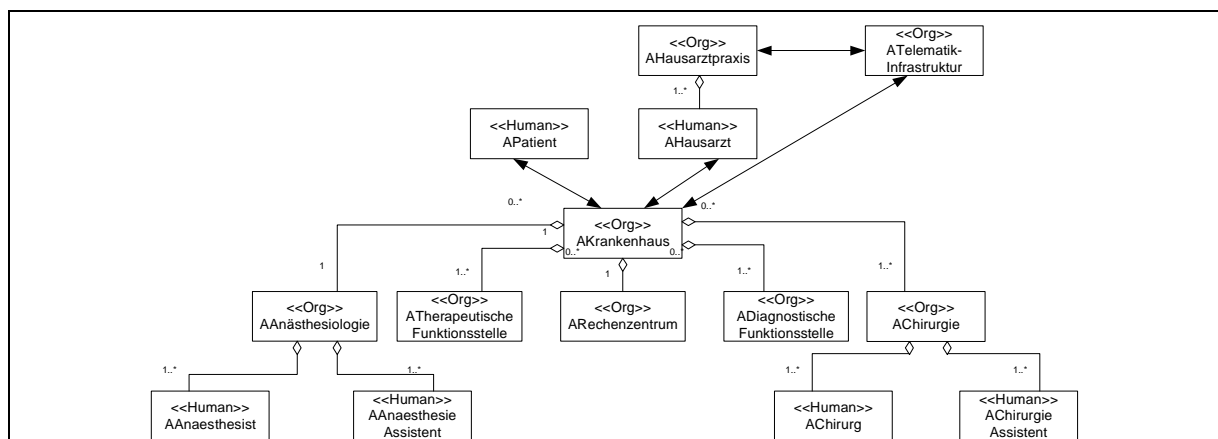 <<Org>>
AHausarztpraxis
<<Org>>
ATelematik-
Infrastruktur
1..*
<<Human>>
APatient
<<Human>>
AHausarzt
0..*
0..*
<<Org>>
AKrankenhaus
1
0..*
0..*
1
1..*
1
1..*
1..*
<<Org>>
AAnästhesiologie
<<Org>>
ATherapeutische
Funktionsstelle
<<Org>>
ARechenzentrum
<<Org>>
ADiagnostische
Funktionsstelle
<<Org>>
AChirurgie
1..*
1..*
1..*
1..*
<<Human>>
AAnaesthesist
<<Human>>
AAnaesthesie
Assistent
<<Human>>
AChirurg
<<Human>>
AChirurgie
Assistent